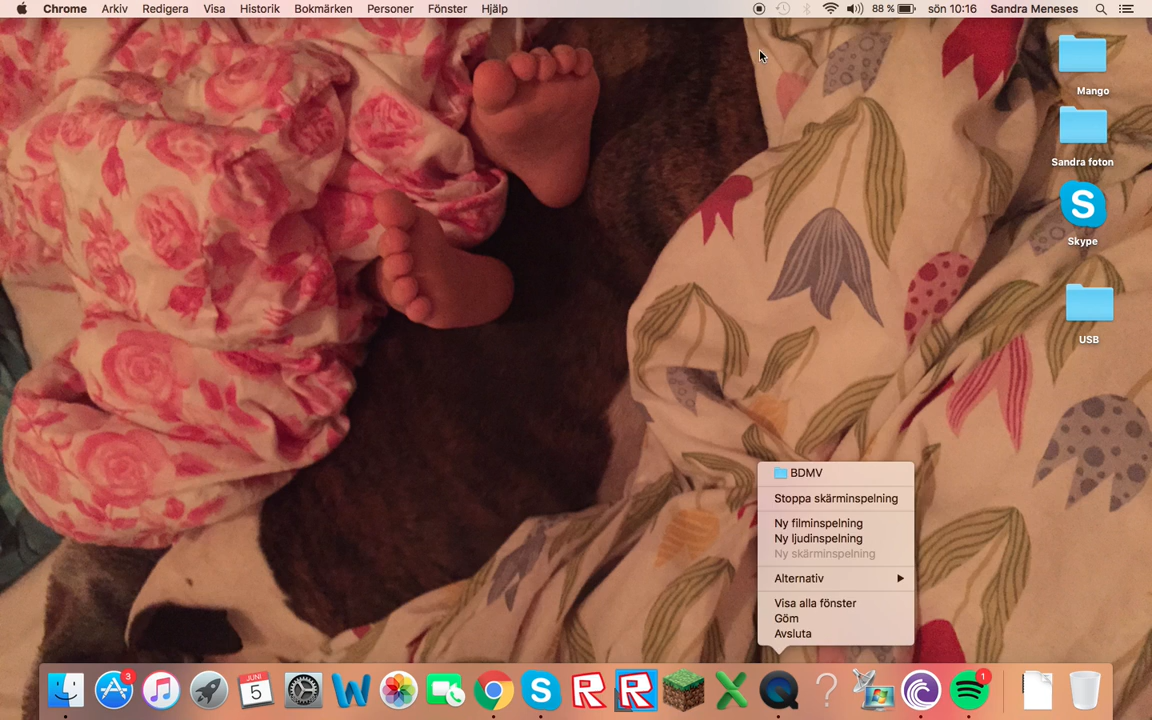 Chrome Arkiv Redigera Visa Historik Bokmärken Personer Fönster Hjälp 88 % sön 10:16 Sandra Meneses
Mango
Sandra foton
Skype
USB
BDMV
Stoppa skärminspelning
Ny filminspelning
Ny ljudinspelning
Ny skärminspelning
Alternativ
Visa alla fönster
Göm
Avsluta
3
JUNI
5
1